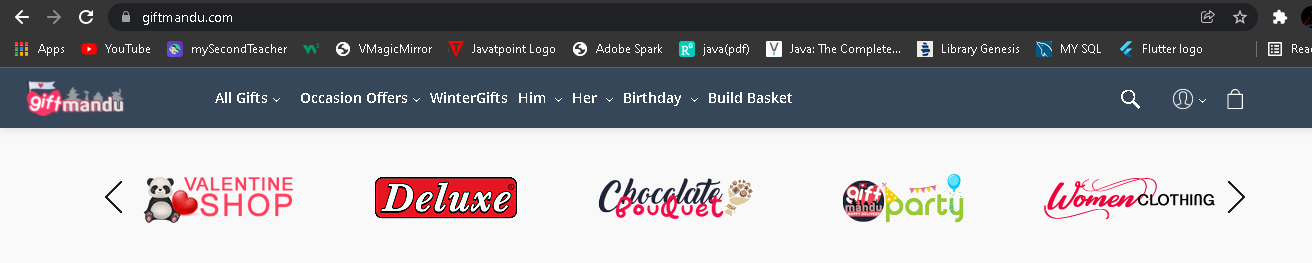 giftmandu.com
Apps YouTube mySecondTeacher VMagicMirror Javatpoint Logo Adobe Spark java(pdf) Java: The Complete... Library Genesis MY SQL Flutter logo
giftmandu All Gifts Occasion Offers WinterGifts Him Her Birthday Build Basket
VALENTINE SHOP
Deluxe
Chocolate BOUQUET
gift mandu party
Women CLOTHING